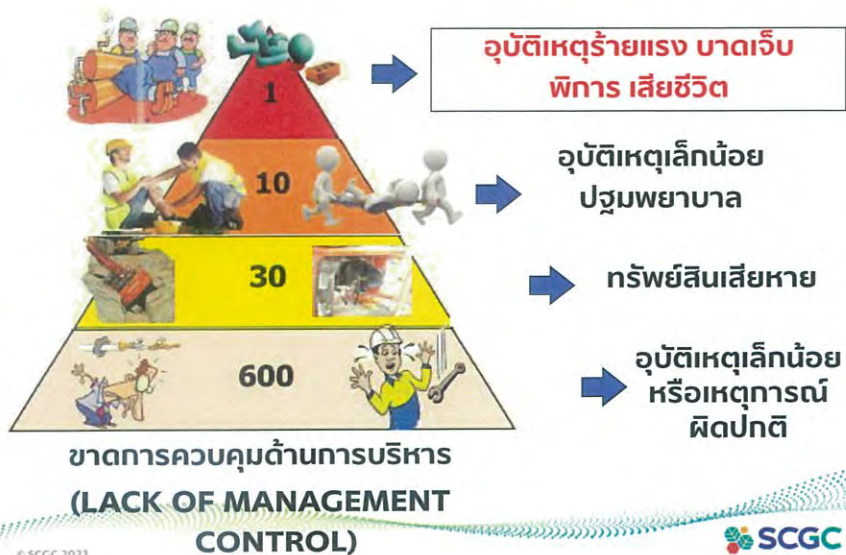 1
อุบัติเหตุร้ายแรง บาดเจ็บ
พิการ เสียชีวิต
10
อุบัติเหตุเล็กน้อย
ปฐมพยาบาล
30
ทรัพย์สินเสียหาย
600
อุบัติเหตุเล็กน้อย
หรือเหตุการณ์
ผิดปกติ
ขาดการควบคุมด้านการบริหาร
(LACK OF MANAGEMENT
CONTROL)
© SCGC 2023
SCGC